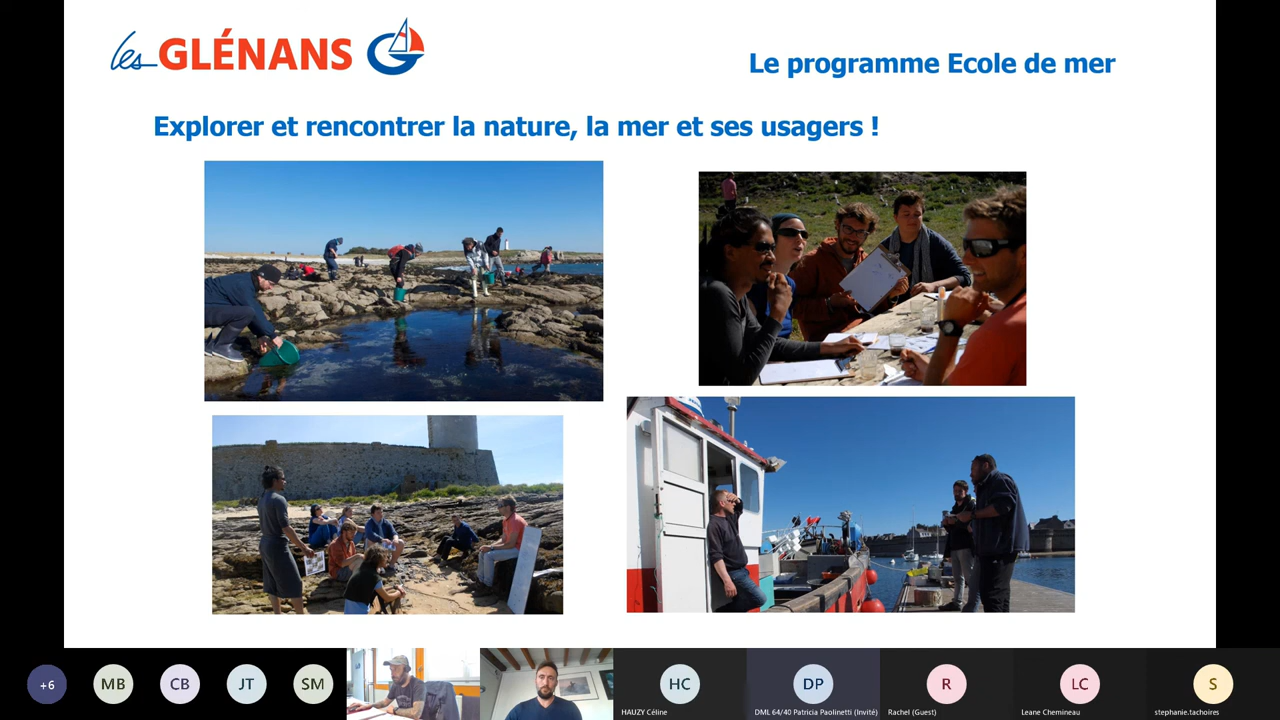 les GLÉNANS
Le programme Ecole de mer
Explorer et rencontrer la nature, la mer et ses usagers !
+6
MB
CB
JT
SM
HC
HAUZY Céline
DP
DML 64/40 Patricia Paolinetti (Invité)
R
Rachel (Guest)
LC
Leane Chemineau
S
stephanie.tachoires